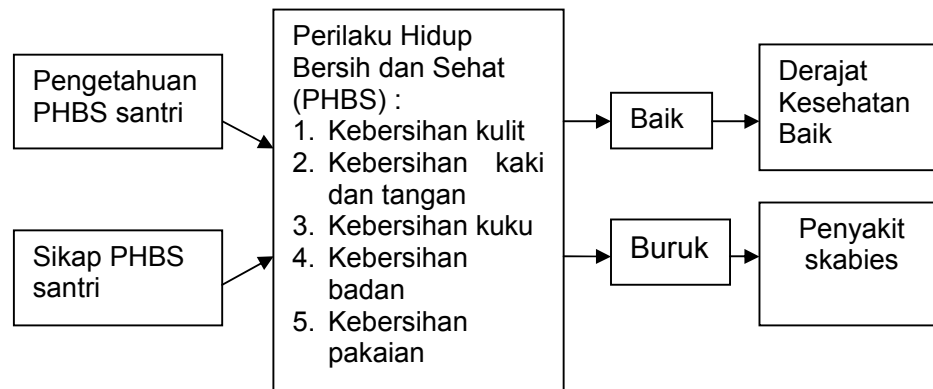 Pengetahuan
PHBS santri
Sikap PHBS
santri
Perilaku Hidup
Bersih dan Sehat
(PHBS) :
1. Kebersihan kulit
2. Kebersihan kaki
dan tangan
3. Kebersihan kuku
4. Kebersihan
badan
5. Kebersihan
pakaian
Baik
Buruk
Derajat
Kesehatan
Baik
Penyakit
skabies